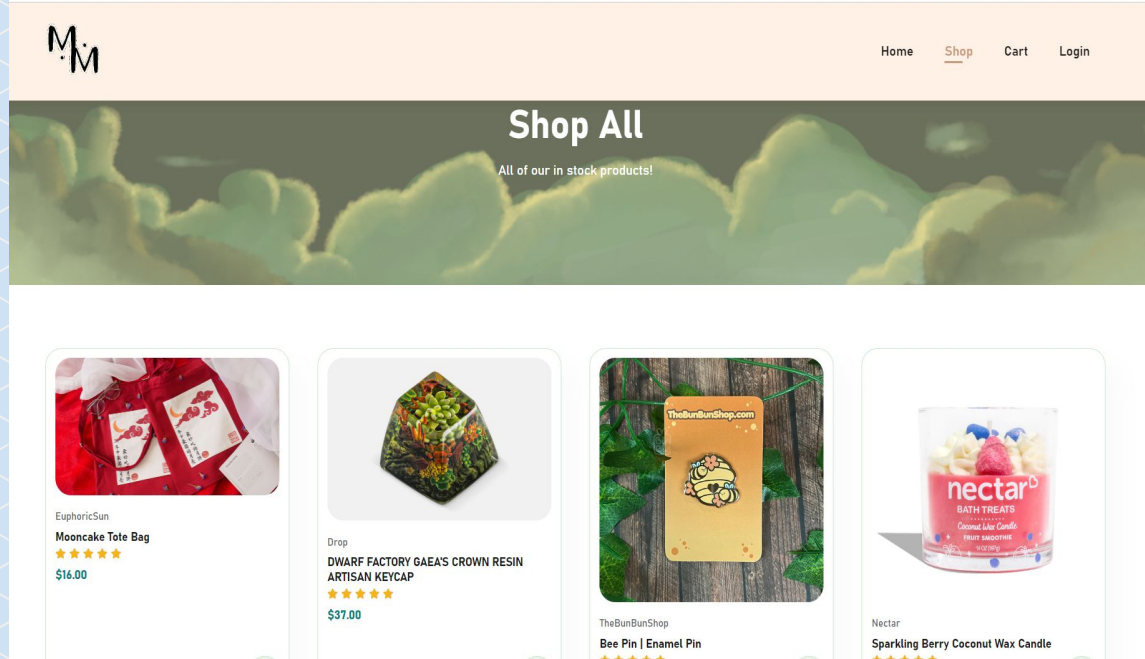 M.M
Home
Shop
Cart
Login
Shop All
All of our in stock products!
EuphoricSun
Mooncake Tote Bag
$16.00
Drop
DWARF FACTORY GAEA'S CROWN RESIN
ARTISAN KEYCAP
$37.00
TheBunBunShop.com
TheBunBunShop
Bee Pin | Enamel Pin
nectar
BATH TREATS
Coconut Wax Candle
FRUIT SMOOTHIE
Nectar
Sparkling Berry Coconut Wax Candle